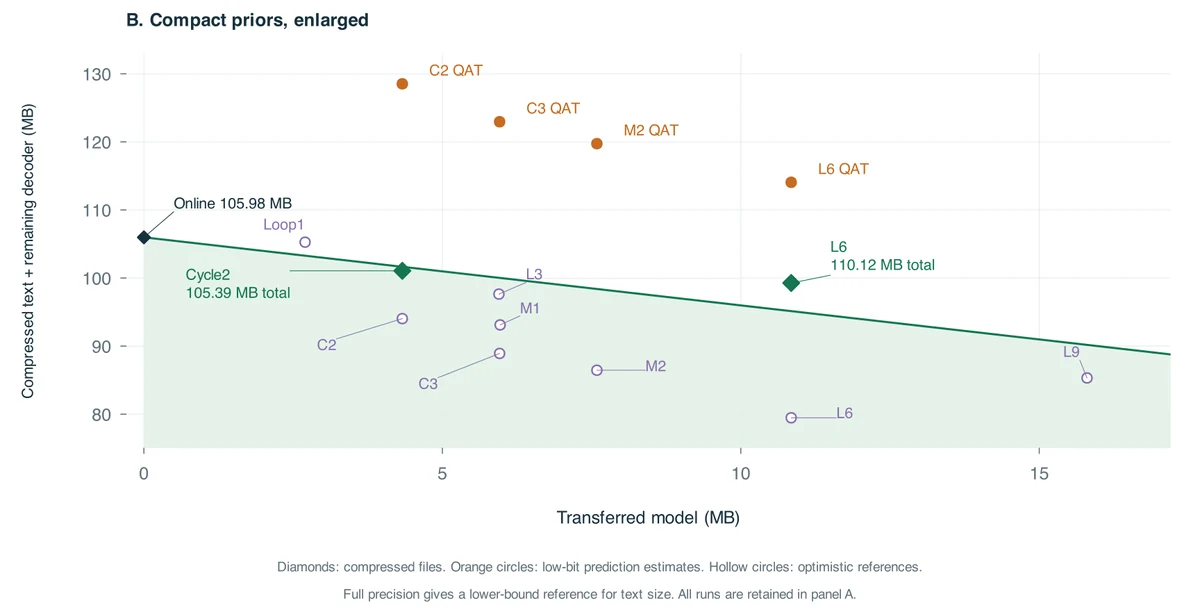 B. Compact priors, enlarged
Compressed text + remaining decoder (MB)
130
120
110
100
90
80
C2 QAT
C3 QAT
M2 QAT
L6 QAT
Online 105.98 MB
Loop1
L6
110.12 MB total
Cycle2
105.39 MB total
L3
M1
C2
C3
M2
L9
L6
0
5
10
15
Transferred model (MB)
Diamonds: compressed files. Orange circles: low-bit prediction estimates. Hollow circles: optimistic references.
Full precision gives a lower-bound reference for text size. All runs are retained in panel A.